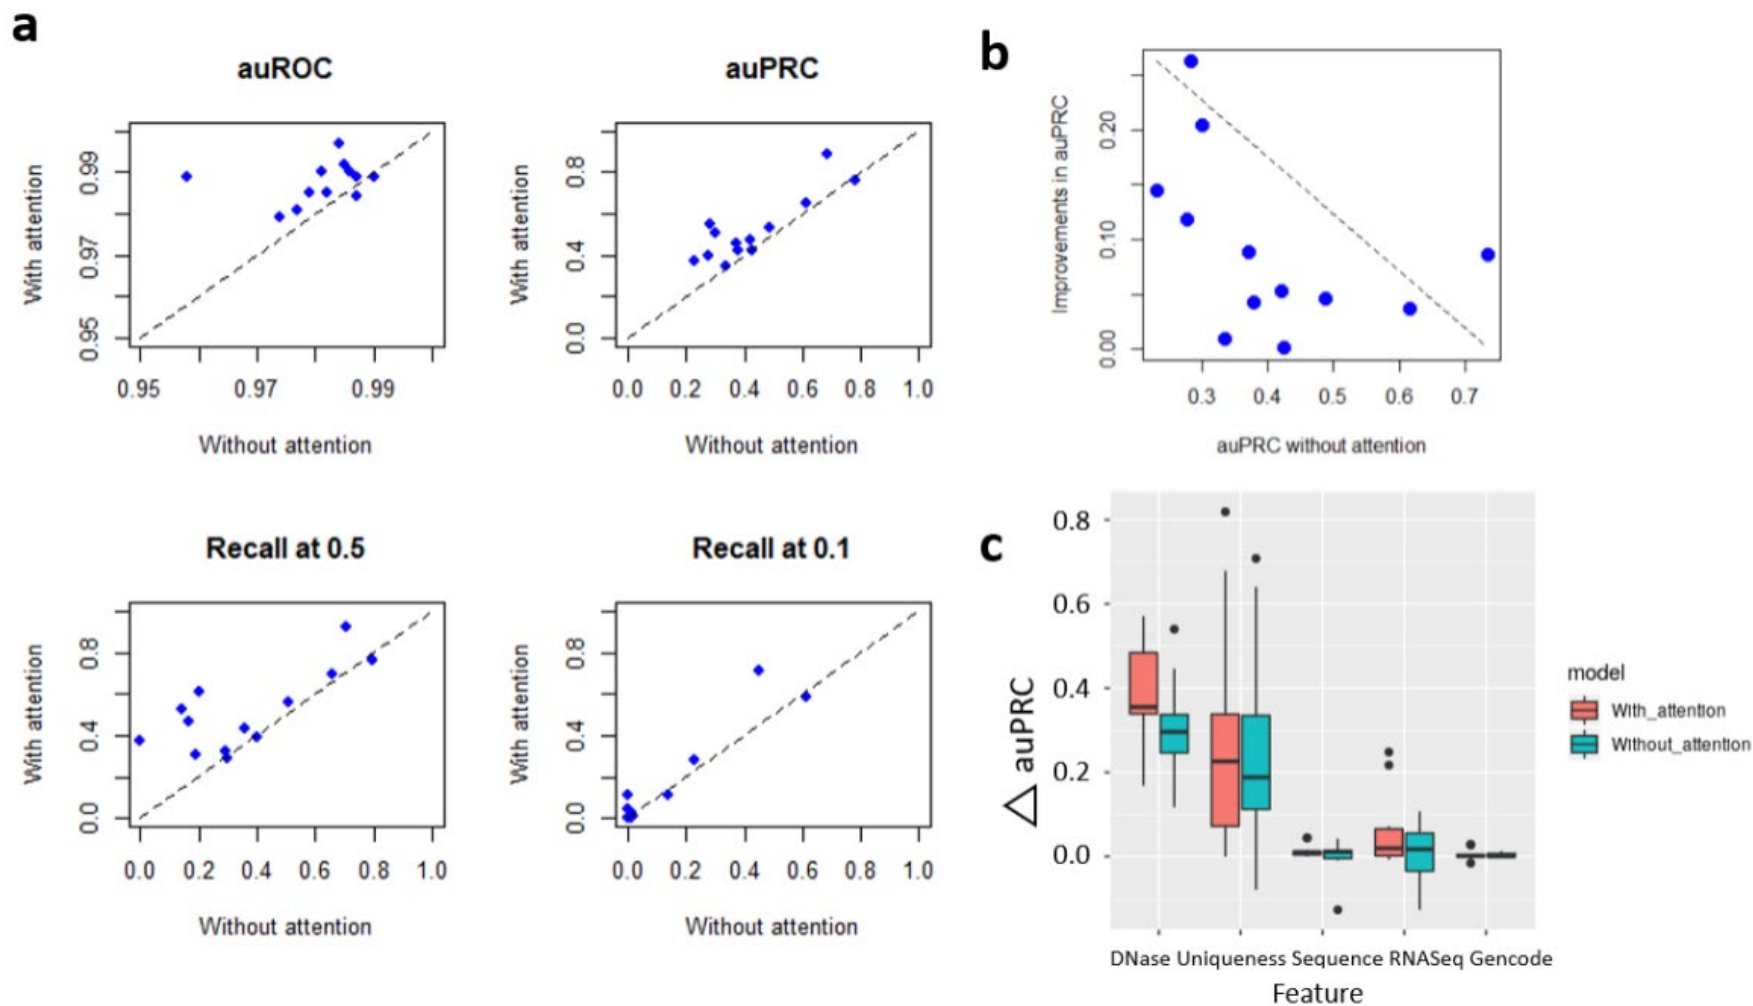 a
auROC
With attention
0.95 0.97 0.99
0.95 0.97 0.99
Without attention
auPRC
With attention
0.0 0.4 0.8
0.0 0.2 0.4 0.6 0.8 1.0
Without attention
Recall at 0.5
With attention
0.0 0.4 0.8
0.0 0.2 0.4 0.6 0.8 1.0
Without attention
Recall at 0.1
With attention
0.0 0.4 0.8
0.0 0.2 0.4 0.6 0.8 1.0
Without attention
b
Improvements in auPRC
0.00 0.10 0.20
0.3 0.4 0.5 0.6 0.7
auPRC without attention
c
△ auPRC
0.8
0.6
0.4
0.2
0.0
DNase Uniqueness Sequence RNASeq Gencode
Feature
model
With_attention
Without_attention